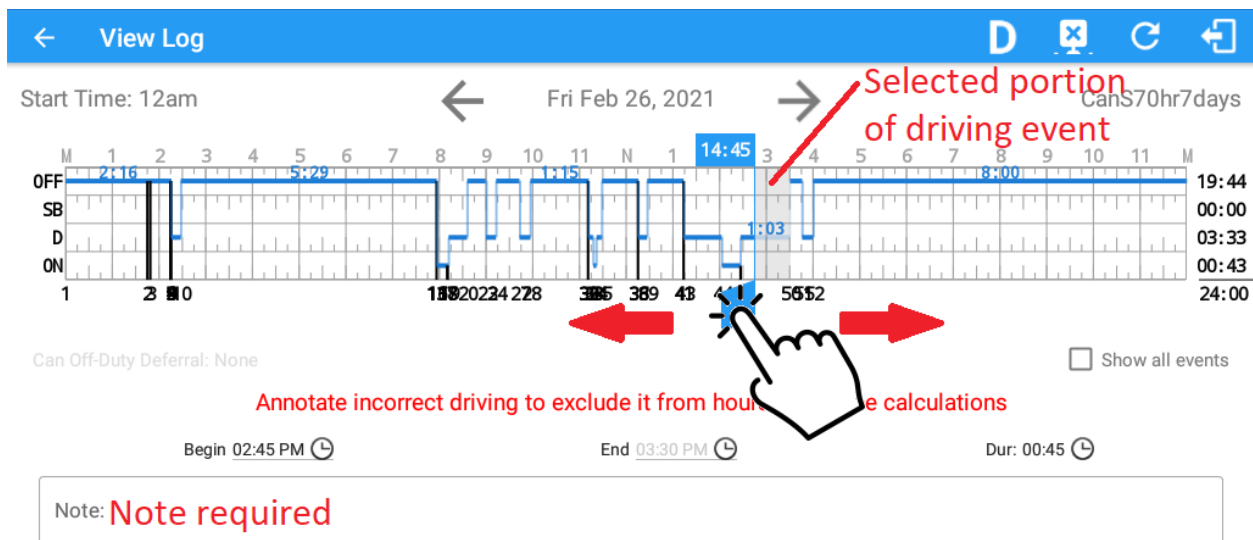 View Log
D
Start Time: 12am
Fri Feb 26, 2021
CanS70hr7days
Selected portion
of driving event
14:45
M 1 2 3 4 5 6 7 8 9 10 11 N 1 3 4 5 6 7 8 9 10 11 M
2:16 5:29 1:15 8:00
OFF 19:44
SB 00:00
1:03
D 03:33
ON 00:43
1 24:00
Can Off-Duty Deferral: None
Show all events
Annotate incorrect driving to exclude it from calculations
Begin 02:45 PM
End 03:30 PM
Dur: 00:45
Note: Note required